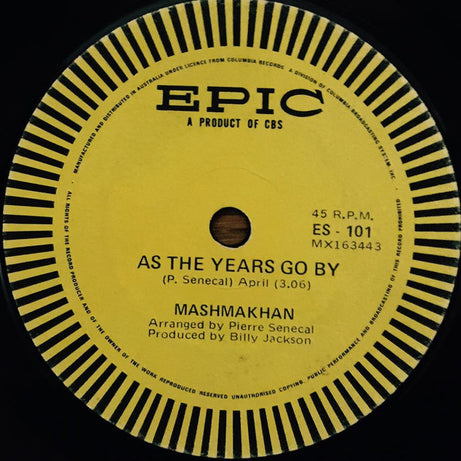 MANUFACTURED AND DISTRIBUTED IN AUSTRALIA UNDER LICENCE FROM COLUMBIA RECORDS A DIVISION OF COLUMBIA BROADCASTING SYSTEM, INC.
EPIC
A PRODUCT OF CBS
45 R.P.M.
ES - 101
MX163443
AS THE YEARS GO BY
(P. Senecal) April (3.06)
MASHMAKHAN
Arranged by Pierre Senecal
Produced by Billy Jackson
ALL RIGHTS OF THE RECORD PRODUCER AND OF THE OWNER OF THE WORK REPRODUCED RESERVED UNAUTHORISED COPYING, PUBLIC PERFORMANCE AND BROADCASTING OF THIS RECORD PROHIBITED